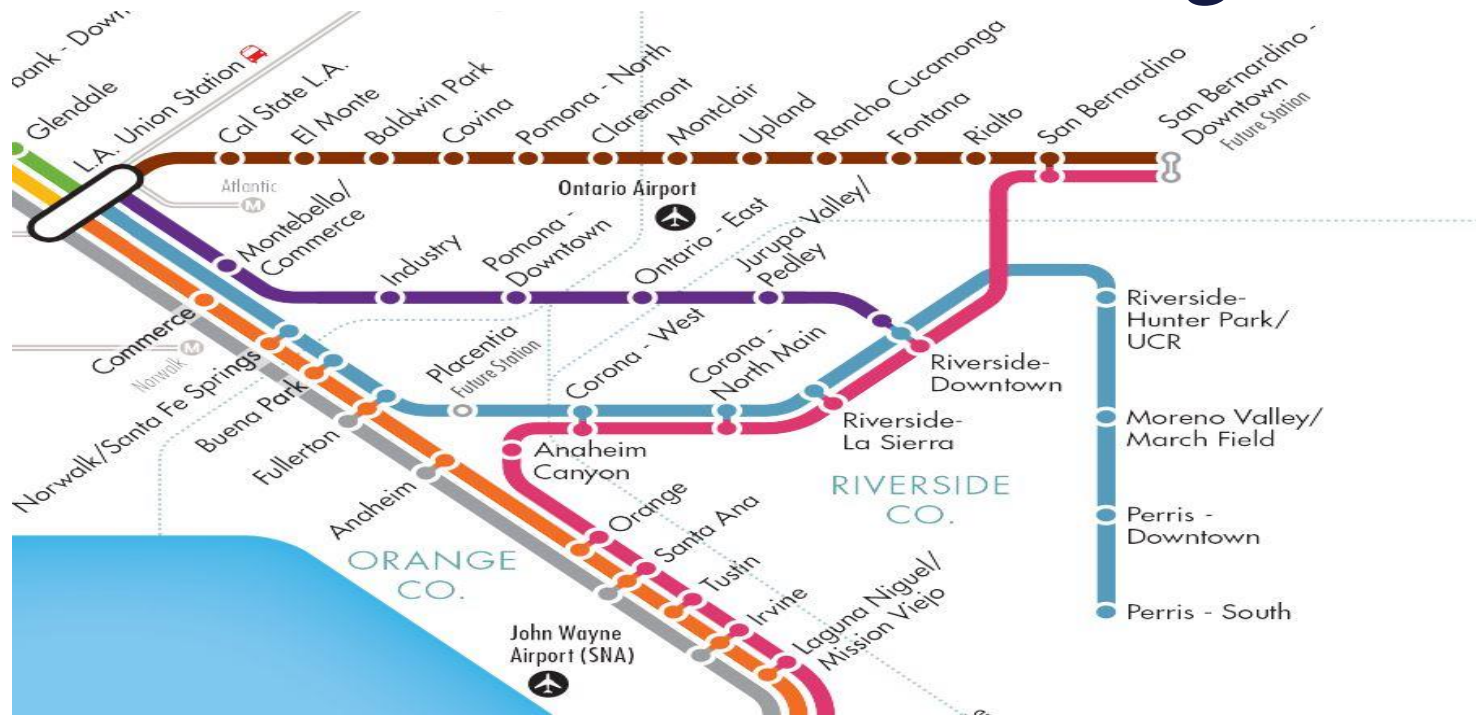 bank - Down
Glendale
L.A. Union Station
Cal State L.A.
El Monte
Baldwin Park
Covina
Pomona - North
Claremont
Montclair
Upland
Rancho Cucamonga
Fontana
Rialto
San Bernardino
San Bernardino -
Downtown
Future Station
Atlantic
M
Ontario Airport
Montebello/
Commerce
Industry
Pomona -
Downtown
Ontario - East
Jurupa Valley/
Pedley
Riverside-
Hunter Park/
UCR
Commerce
M
Norwalk
Norwalk/Santa Fe Springs
Buena Park
Fullerton
Anaheim
Placentia
Future Station
Corona - West
Corona -
North Main
Riverside-
Downtown
Riverside-
La Sierra
Moreno Valley/
March Field
Anaheim
Canyon
RIVERSIDE
CO.
Perris -
Downtown
Perris - South
ORANGE
CO.
Orange
Santa Ana
Tustin
Irvine
Laguna Niguel/
Mission Viejo
John Wayne
Airport (SNA)